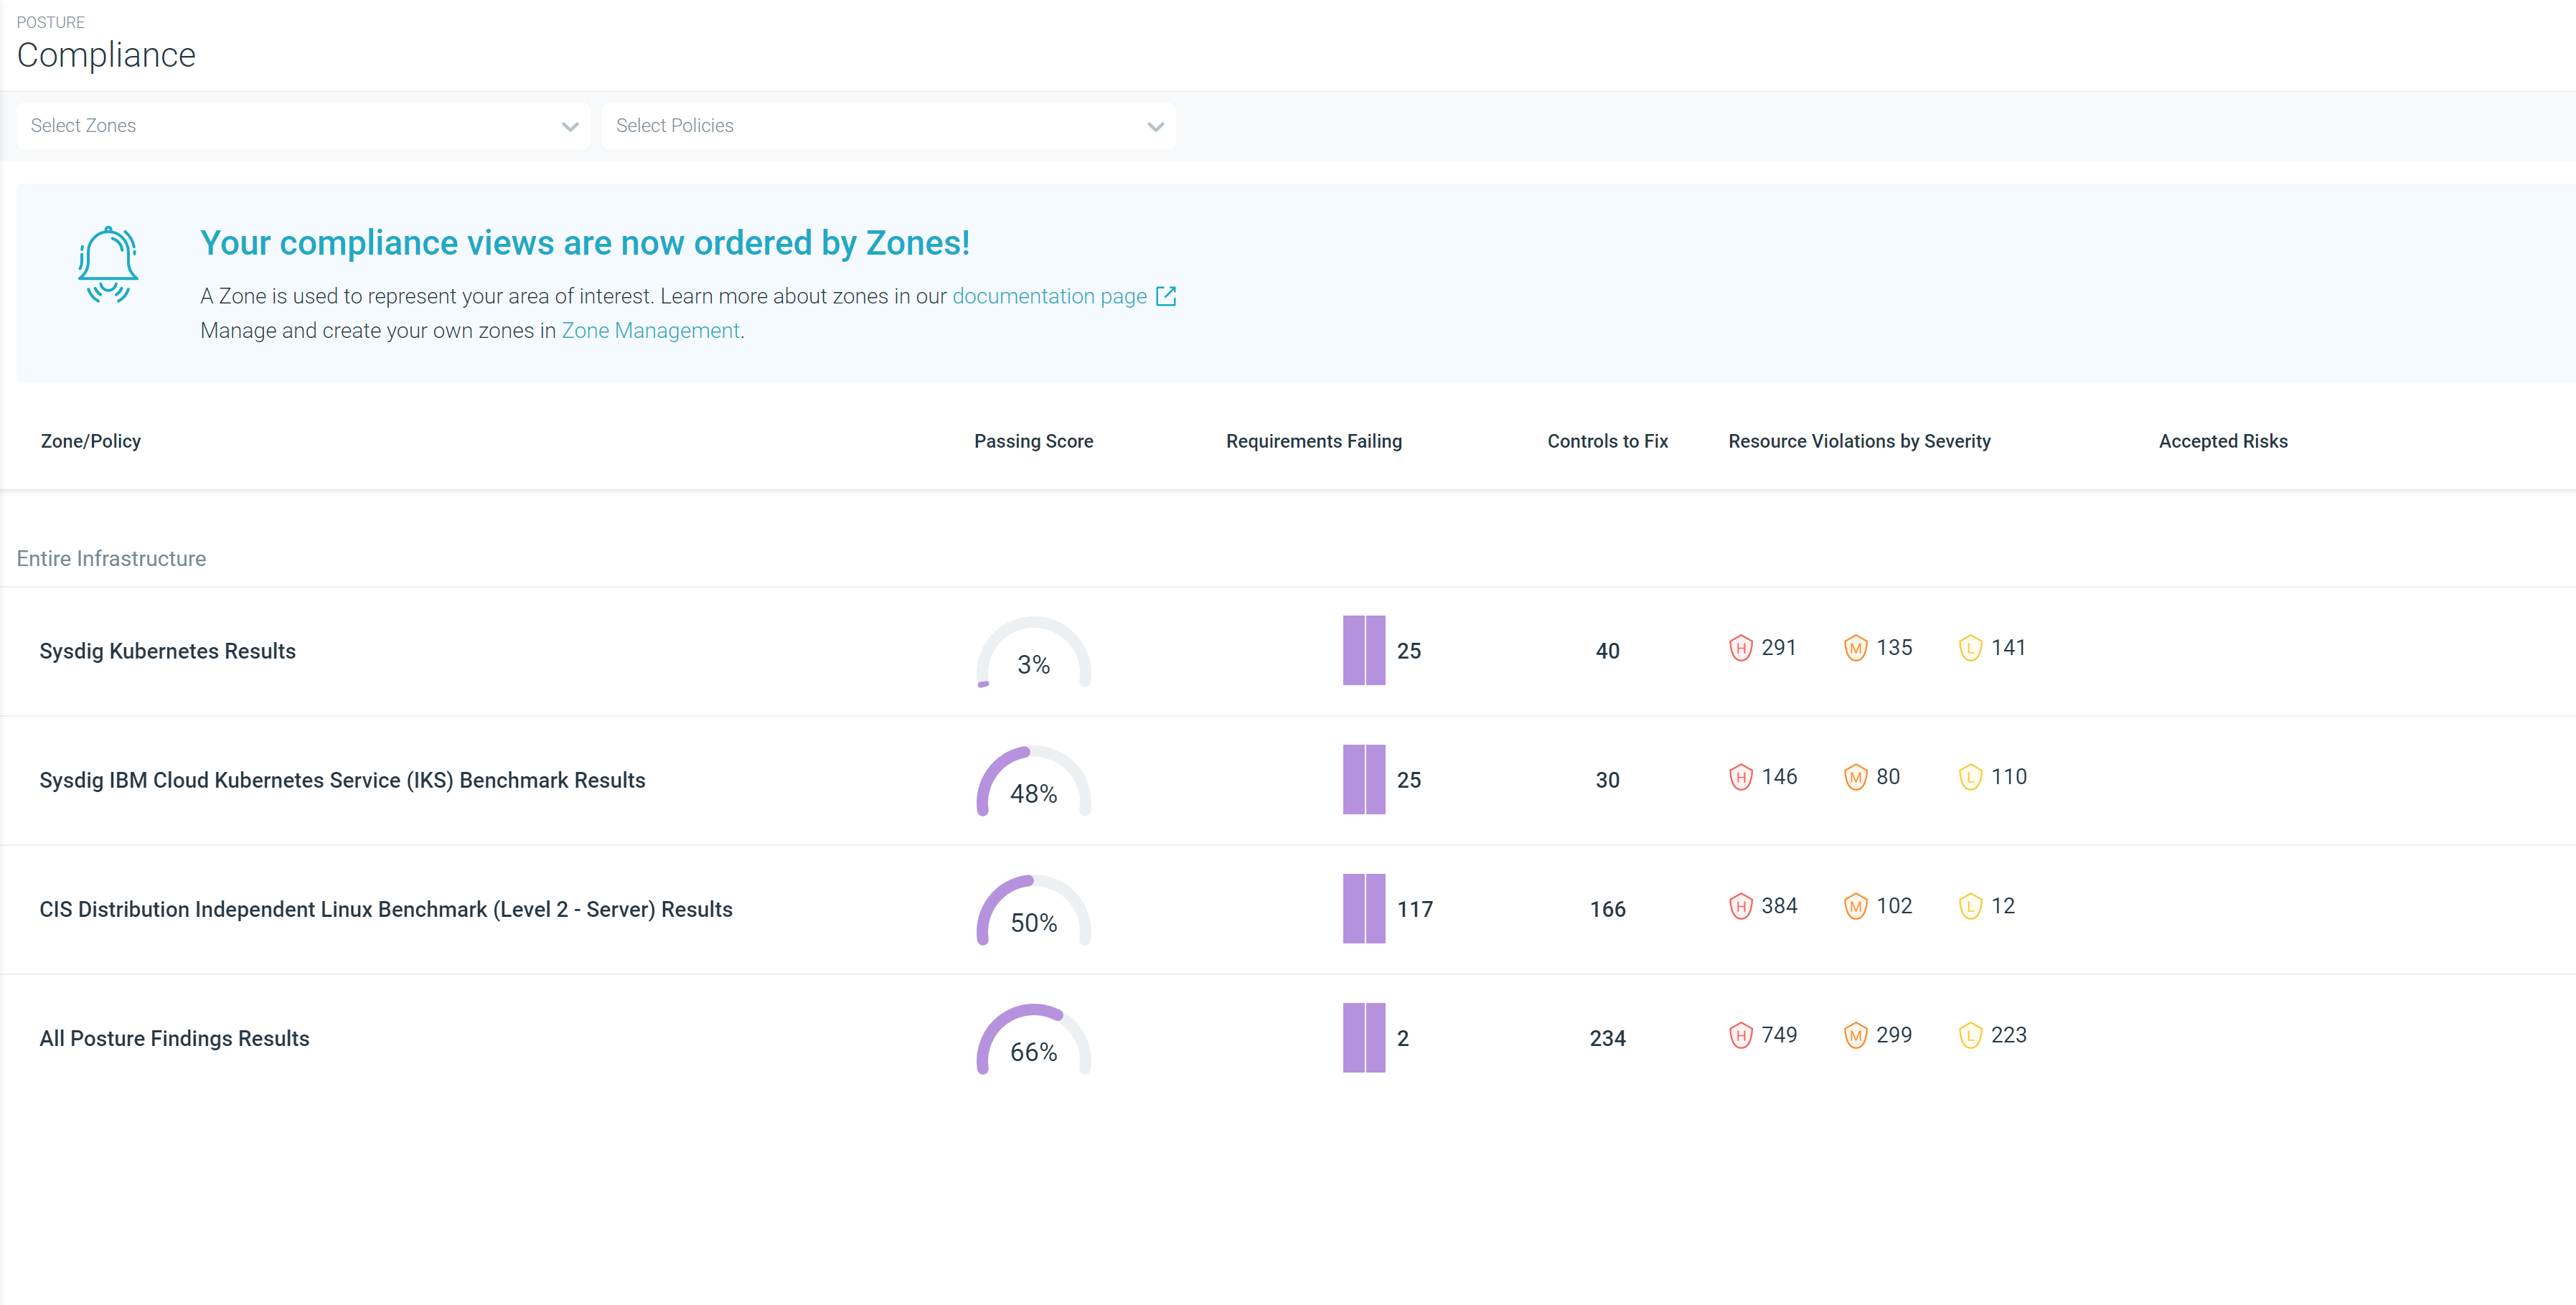 POSTURE
Compliance
Select Zones
Select Policies
Your compliance views are now ordered by Zones!
A Zone is used to represent your area of interest. Learn more about zones in our documentation page
Manage and create your own zones in Zone Management.
Zone/Policy Passing Score Requirements Failing Controls to Fix Resource Violations by Severity Accepted Risks
Entire Infrastructure
Sysdig Kubernetes Results 3% 25 40 H 291 M 135 L 141
Sysdig IBM Cloud Kubernetes Service (IKS) Benchmark Results 48% 25 30 H 146 M 80 L 110
CIS Distribution Independent Linux Benchmark (Level 2 - Server) Results 50% 117 166 H 384 M 102 L 12
All Posture Findings Results 66% 2 234 H 749 M 299 L 223